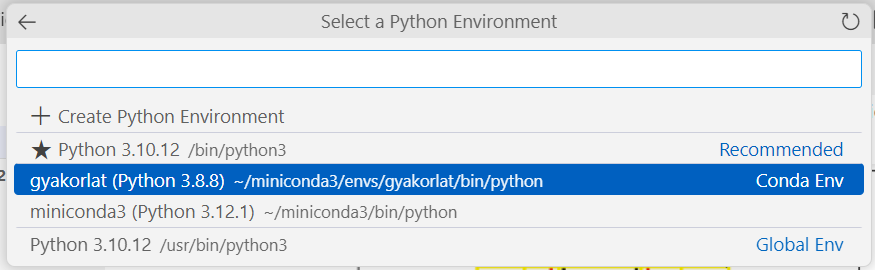 Select a Python Environment
Create Python Environment
Python 3.10.12 /bin/python3 Recommended
gyakorlat (Python 3.8.8) ~/miniconda3/envs/gyakorlat/bin/python Conda Env
miniconda3 (Python 3.12.1) ~/miniconda3/bin/python
Python 3.10.12 /usr/bin/python3 Global Env